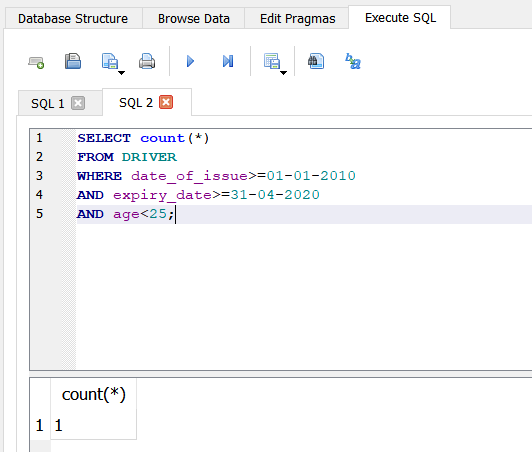 Database Structure Browse Data Edit Pragmas Execute SQL
SQL 1 SQL 2
1 SELECT count(*)
2 FROM DRIVER
3 WHERE date_of_issue>=01-01-2010
4 AND expiry_date>=31-04-2020
5 AND age<25;
count(*)
1 1